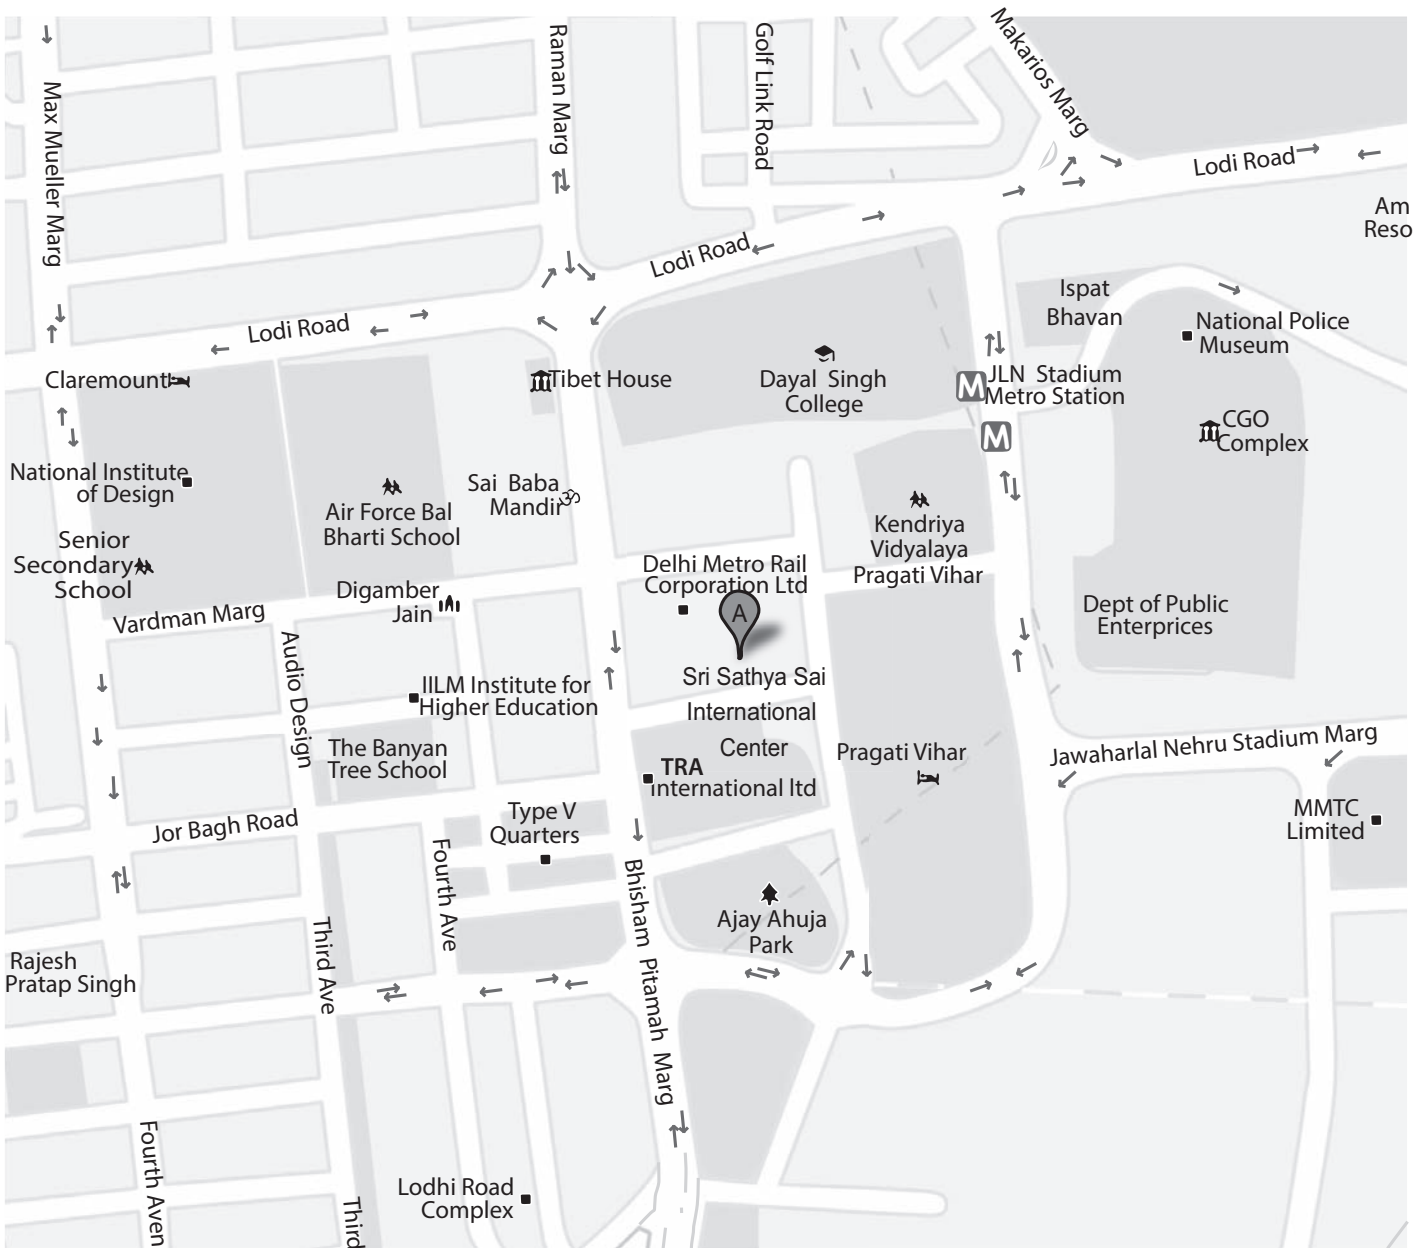 Max Mueller Marg
Raman Marg
Golf Link Road
Makarios Marg
Lodi Road
Lodi Road
Lodi Road
Am
Reso
Ispat
Bhavan
National Police
Museum
Claremount
Tibet House
Dayal Singh
College
M
JLN Stadium
Metro Station
M
CGO
Complex
National Institute
of Design
Air Force Bal
Bharti School
Sai Baba
Mandir
ॐ
Kendriya
Vidyalaya
Pragati Vihar
Senior
Secondary
School
Delhi Metro Rail
Corporation Ltd
A
Digamber
Jain
Vardman Marg
Dept of Public
Enterprices
Audio Design
IILM Institute for
Higher Education
Sri Sathya Sai
International
Center
The Banyan
Tree School
TRA
International ltd
Pragati Vihar
Jawaharlal Nehru Stadium Marg
Jor Bagh Road
Type V
Quarters
MMTC
Limited
Fourth Ave
Bhisham Pitamah Marg
Ajay Ahuja
Park
Third Ave
Rajesh
Pratap Singh
Fourth Aven
Lodhi Road
Complex
Third